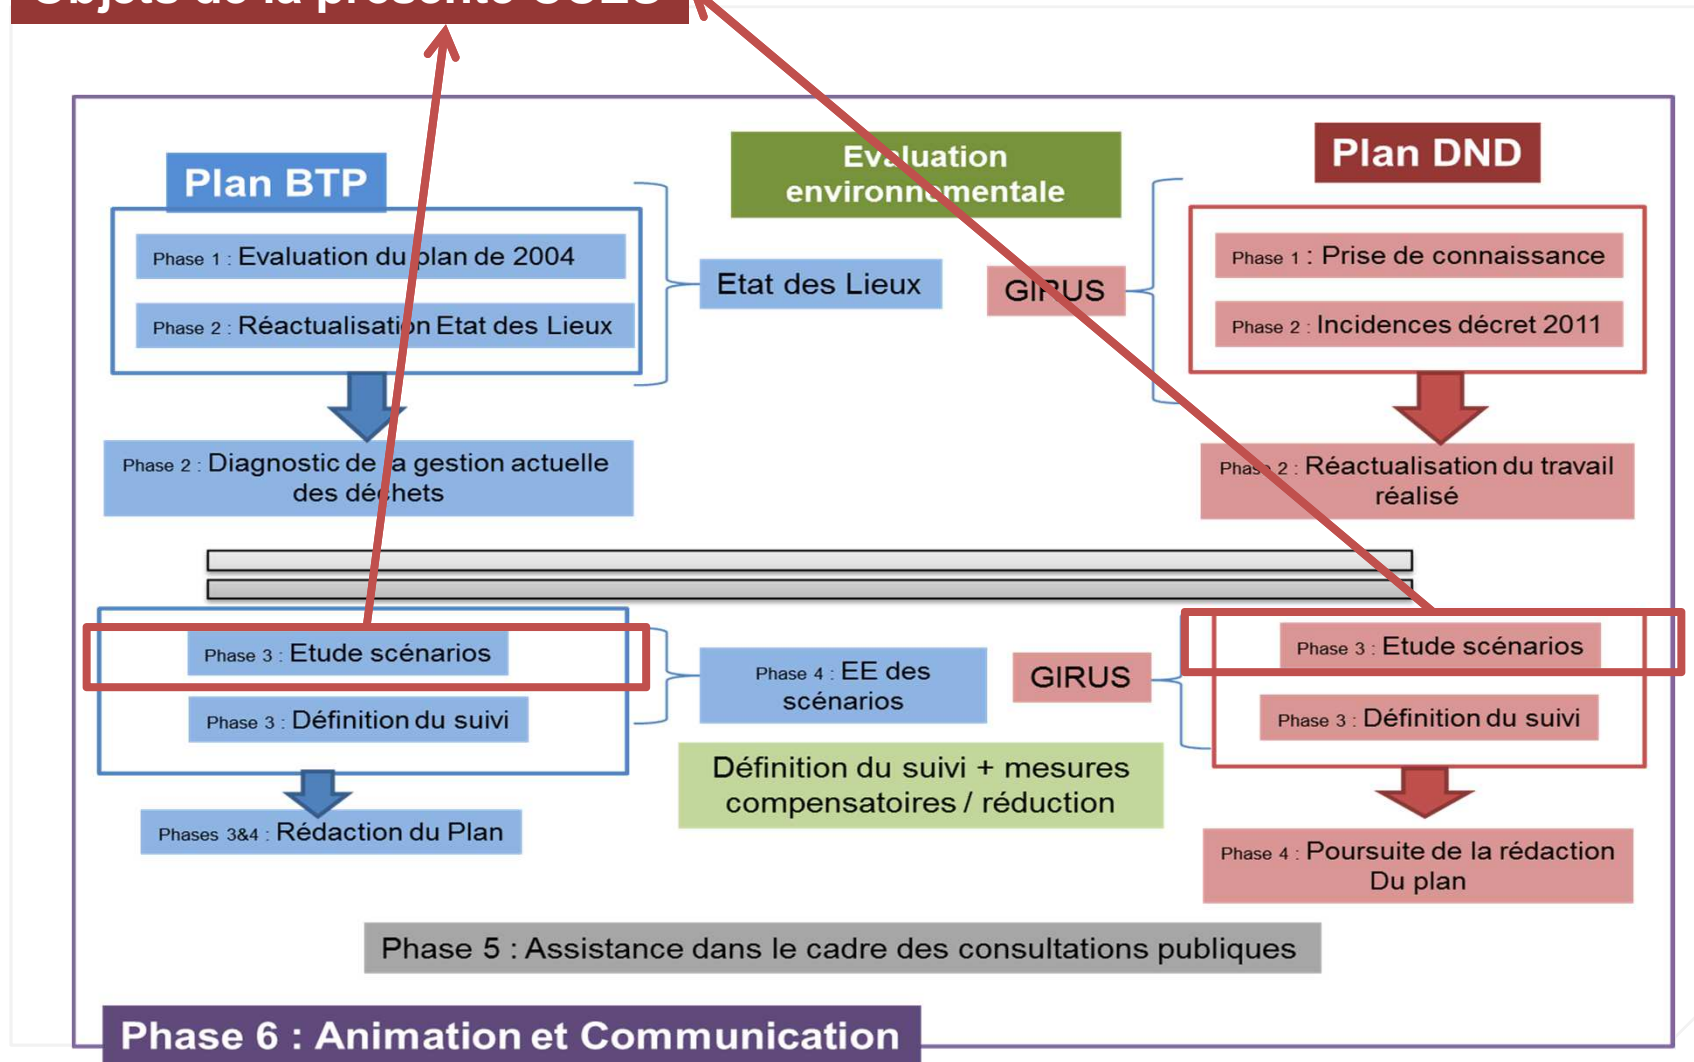 Objets de la présente
Plan BTP
Evaluation
environnementale
Plan DND
Phase 1 : Evaluation du plan de 2004
Phase 2 : Réactualisation Etat des Lieux
Etat des Lieux
GIRUS
Phase 1 : Prise de connaissance
Phase 2 : Incidences décret 2011
Phase 2 : Diagnostic de la gestion actuelle
des déchets
Phase 2 : Réactualisation du travail
réalisé
Phase 3 : Etude scénarios
Phase 3 : Définition du suivi
Phase 4 : EE des
scénarios
GIRUS
Phase 3 : Etude scénarios
Phase 3 : Définition du suivi
Définition du suivi + mesures
compensatoires / réduction
Phases 3&4 : Rédaction du Plan
Phase 4 : Poursuite de la rédaction
Du plan
Phase 5 : Assistance dans le cadre des consultations publiques
Phase 6 : Animation et Communication